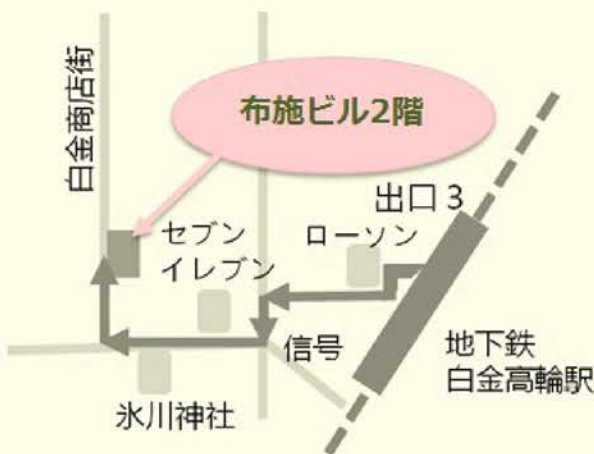 白金商店街
布施ビル2階
出口3
セブン
イレブン
ローソン
信号
地下鉄
白金高輪駅
氷川神社